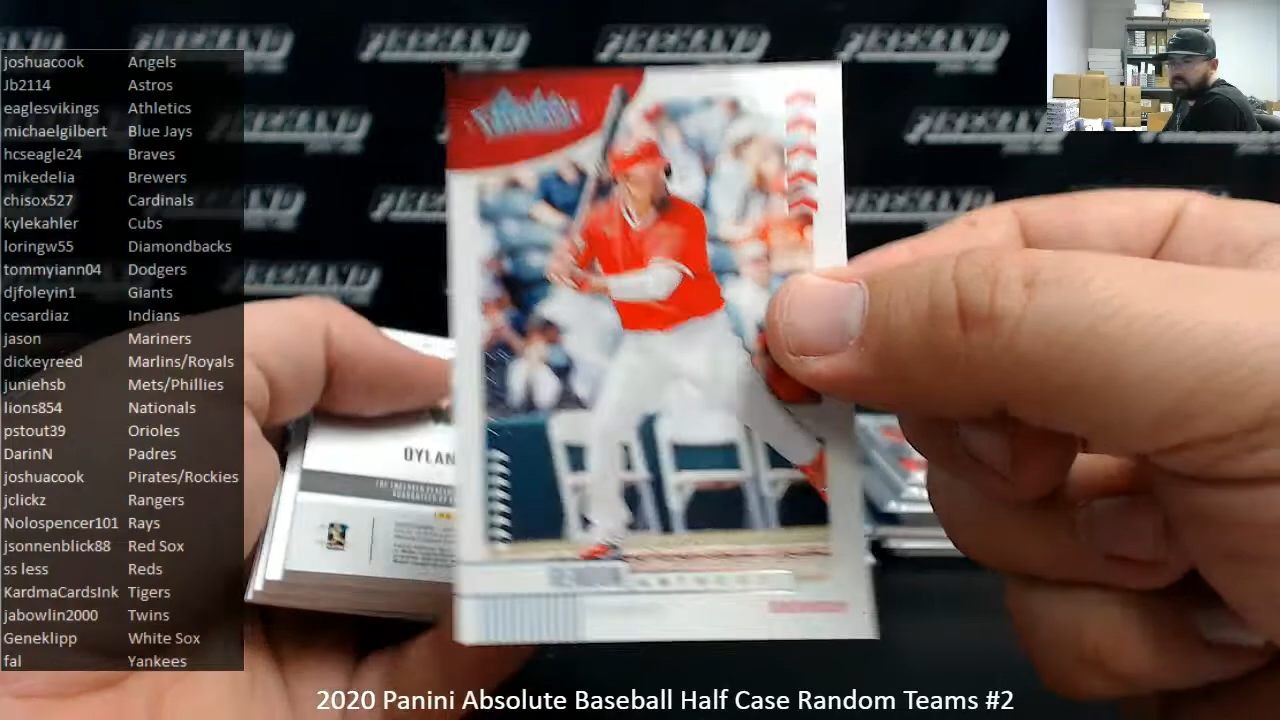 joshuacook Angels
Jb2114 Astros
eaglesvikings Athletics
michaelgilbert Blue Jays
hcseagle24 Braves
mikedelia Brewers
chisox527 Cardinals
kylekahler Cubs
loringw55 Diamondbacks
tommyiann04 Dodgers
djfoleyin1 Giants
cesardiaz Indians
jason Mariners
dickeyreed Marlins/Royals
juniehsb Mets/Phillies
lions854 Nationals
pstout39 Orioles
DarinN Padres
joshuacook Pirates/Rockies
jclickz Rangers
Nolospencer101 Rays
jsonnenblick88 Red Sox
ss less Reds
KardmaCardsInk Tigers
jabowlin2000 Twins
Geneklipp White Sox
fal Yankees
FIREHAND
DYLAN
2020 Panini Absolute Baseball Half Case Random Teams #2